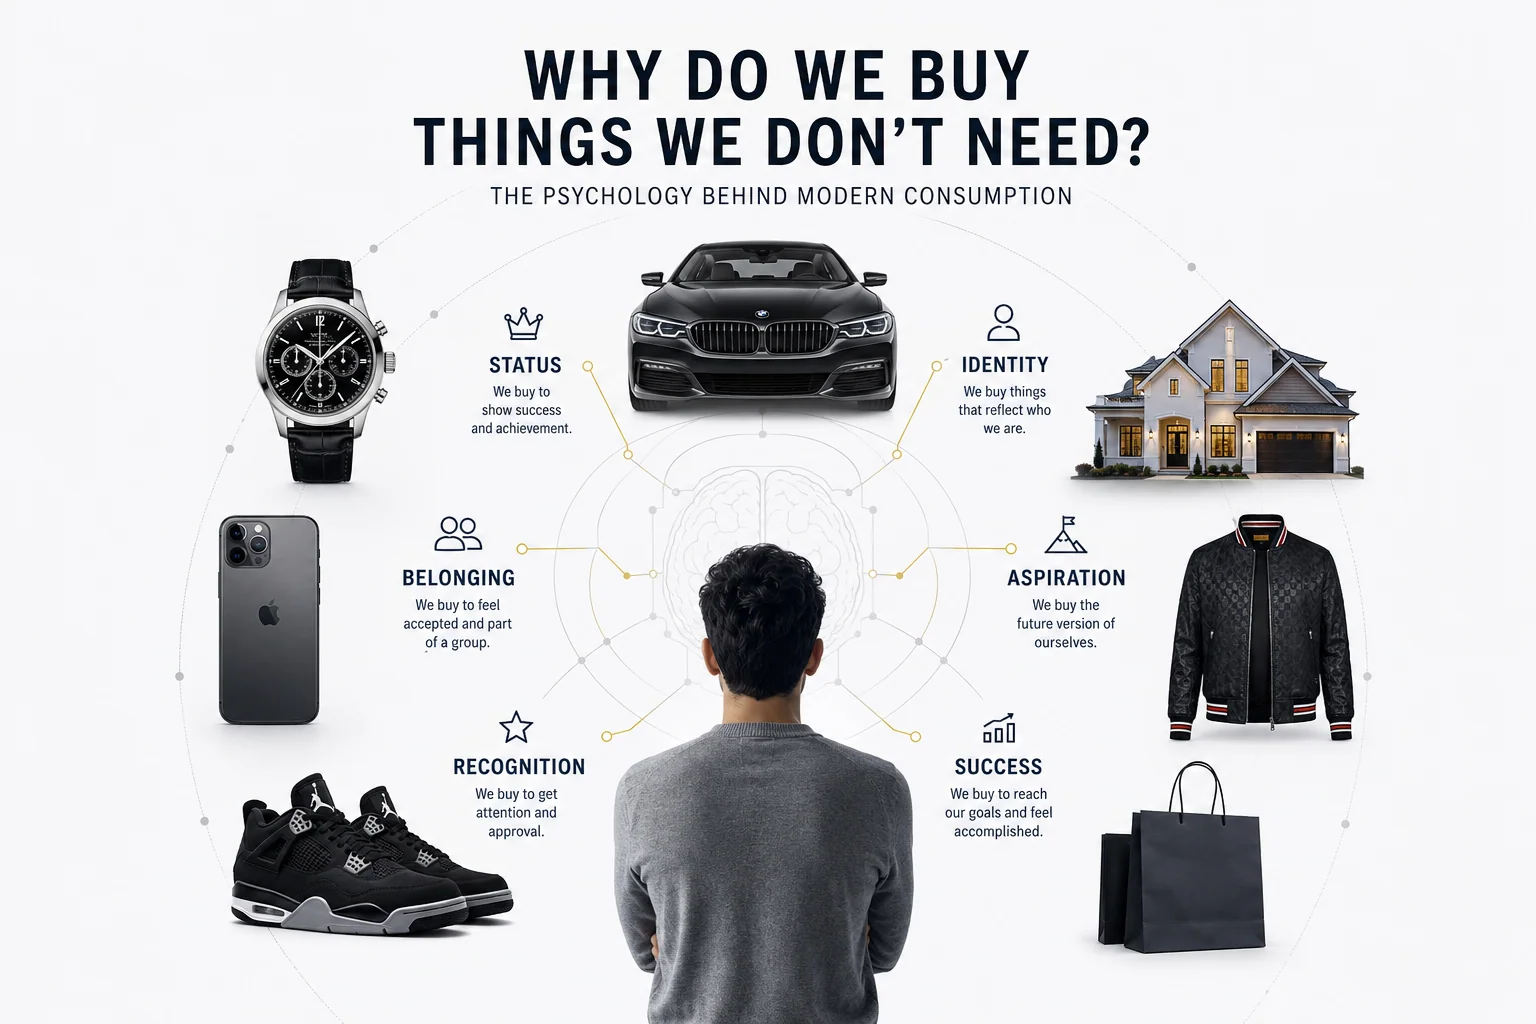 WHY DO WE BUY
THINGS WE DON'T NEED?
THE PSYCHOLOGY BEHIND MODERN CONSUMPTION
STATUS
We buy to
show success
and achievement.
IDENTITY
We buy things
that reflect who
we are.
BELONGING
We buy to feel
accepted and part
of a group.
ASPIRATION
We buy the
future version of
ourselves.
RECOGNITION
We buy to get
attention and
approval.
SUCCESS
We buy to reach
our goals and feel
accomplished.